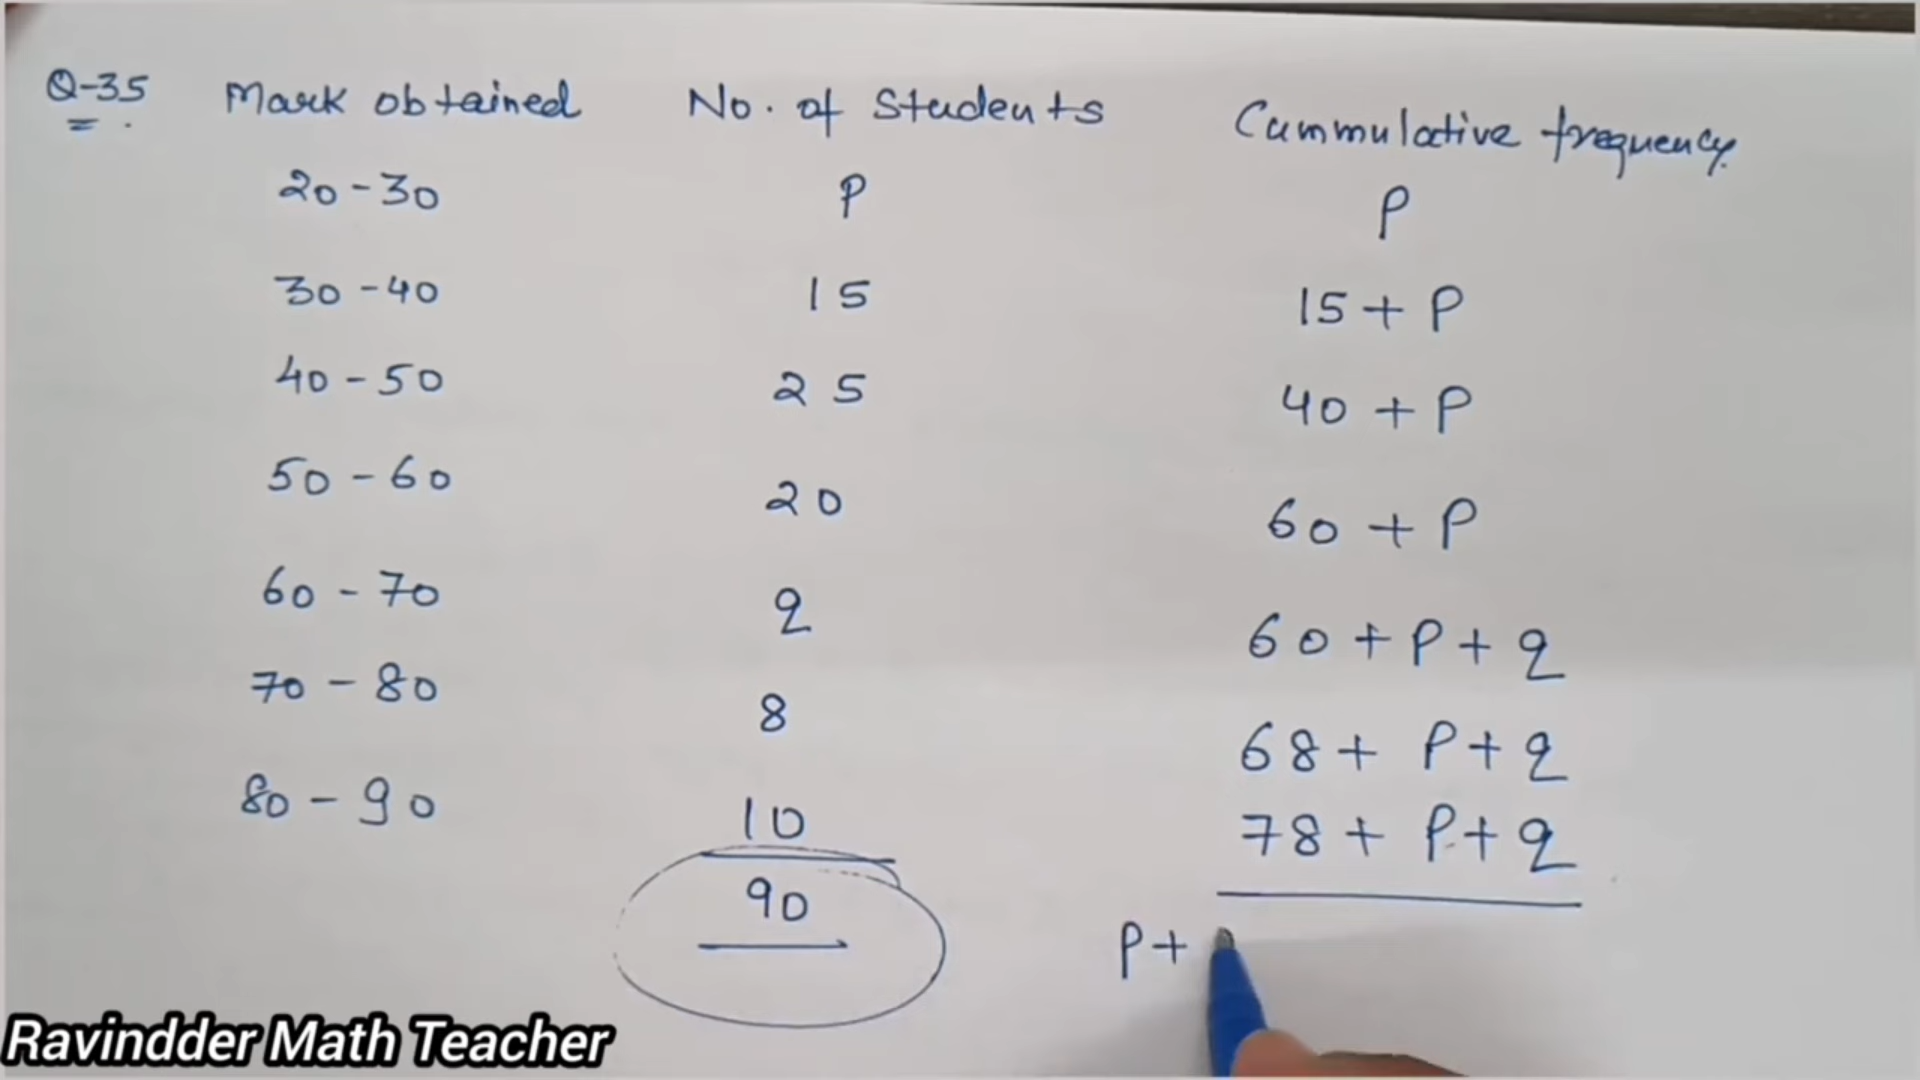 Q-35 Mark obtained No. of Students Cummulative frequency
20-30 P P
30-40 15 15+P
40-50 25 40+P
50-60 20 60+P
60-70 q 60+P+q
70-80 8 68+P+q
80-90 10 78+P+q
90
P+
Ravindder Math Teacher